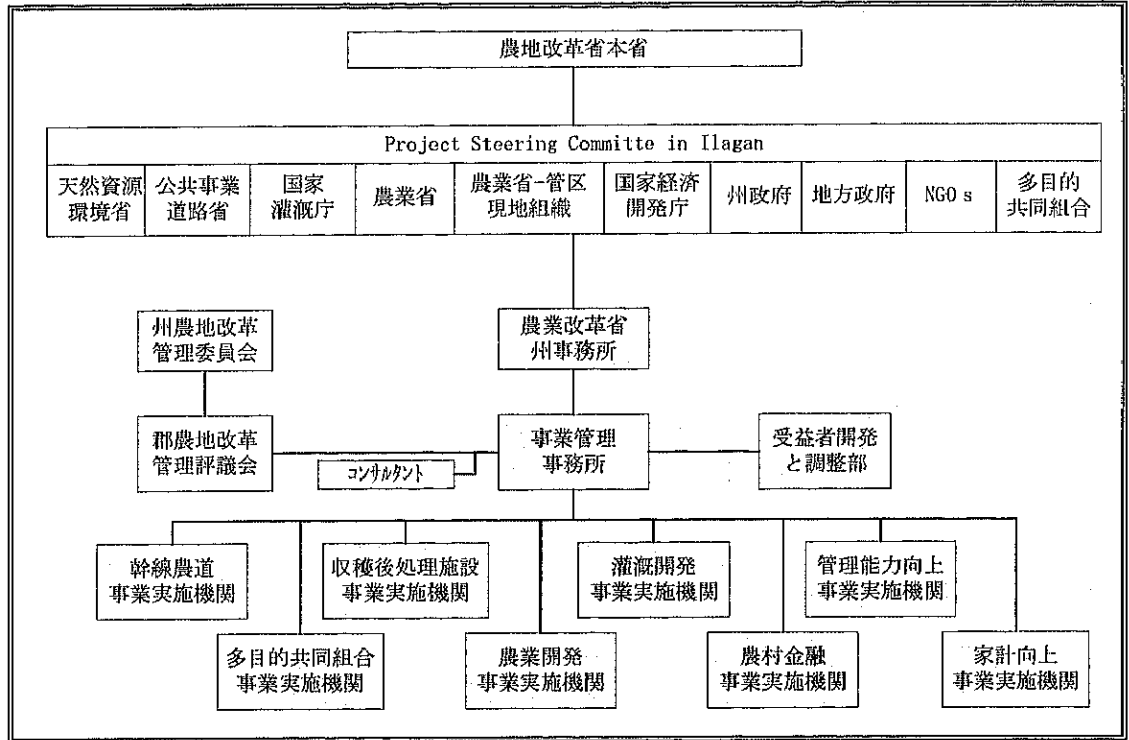 農地改革省本省
Project Steering Committe in Ilagan
天然資源
環境省
公共事業
道路省
国家
灌漑庁
農業省
農業省-管区
現地組織
国家経済
開発庁
州政府
地方政府
NGOs
多目的
共同組合
州農地改革
管理委員会
農業改革省
州事務所
郡農地改革
管理評議会
コンサルタント
事業管理
事務所
受益者開発
と調整部
幹線農道
事業実施機関
収穫後処理施設
事業実施機関
灌漑開発
事業実施機関
管理能力向上
事業実施機関
多目的共同組合
事業実施機関
農業開発
事業実施機関
農村金融
事業実施機関
家計向上
事業実施機関